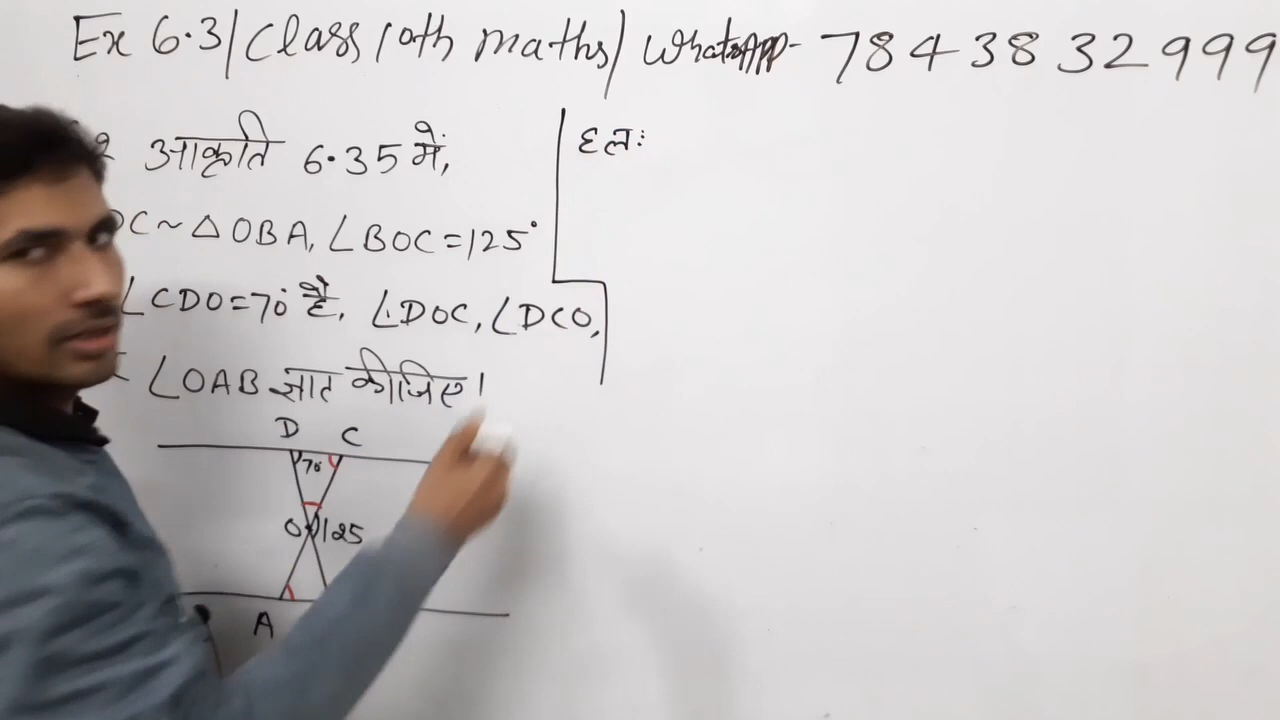 Ex 6.3/Class 10th maths/ WhatsApp- 7843832999
आकृति 6.35 में,
हलः
DC ~ △OBA, ∠BOC = 125°
∠CDO = 70° है, ∠DOC, ∠DCO,
∠OAB ज्ञात कीजिए।
D C
70
O 125
A